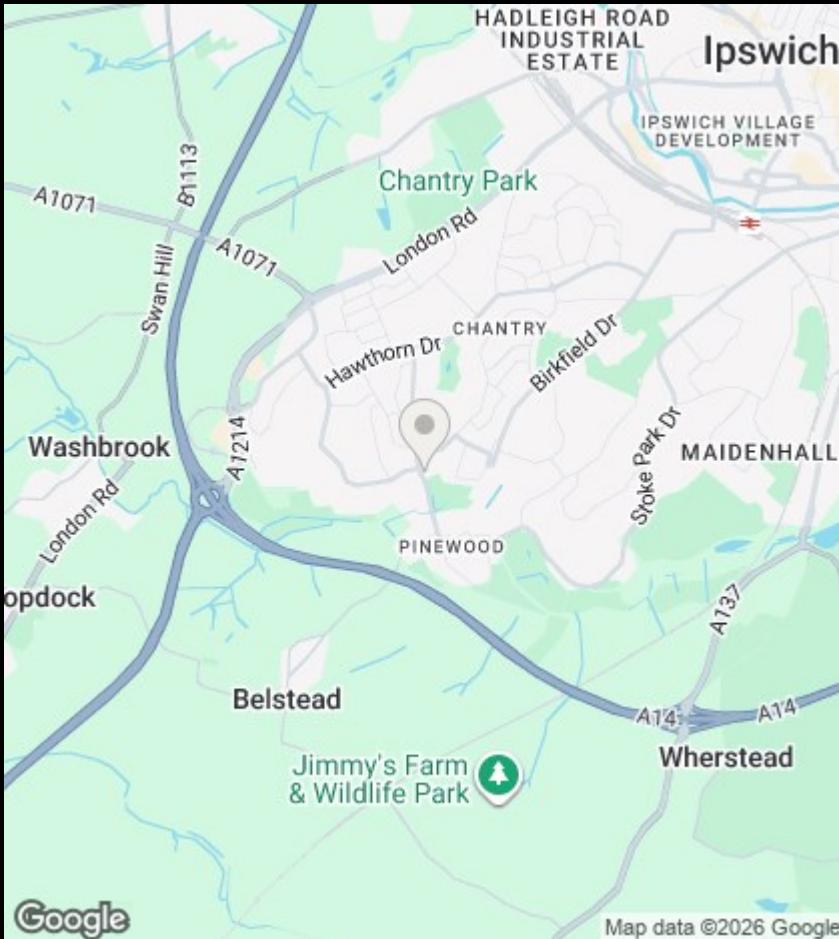 HADLEIGH ROAD
INDUSTRIAL
ESTATE
Ipswich
IPSWICH VILLAGE
DEVELOPMENT
B1113
A1071
Chantry Park
London Rd
A1071
Swan Hill
CHANTRY
Hawthorn Dr
Birkfield Dr
A1214
Washbrook
Stoke Park Dr
MAIDENHALL
London Rd
PINEWOOD
opdock
A137
Belstead
A14
A14
Wherstead
Jimmy's Farm
& Wildlife Park
Google
Map data ©2026 Google